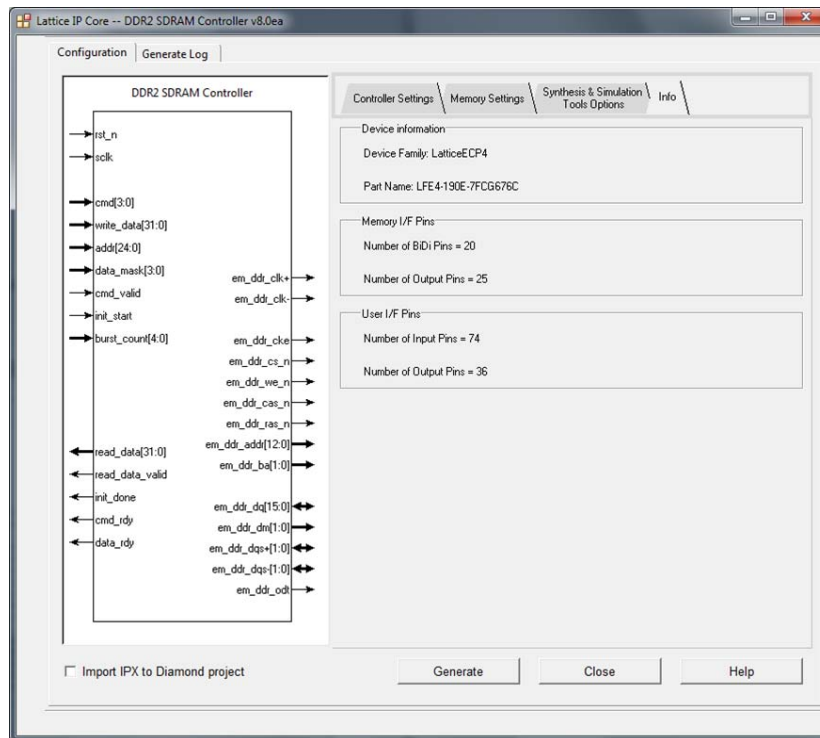 Lattice IP Core -- DDR2 SDRAM Controller v8.0ea
Configuration
Generate Log
DDR2 SDRAM Controller
rst_n
sclk
cmd[3:0]
write_data[31:0]
addr[24:0]
data_mask[3:0]
cmd_valid
init_start
burst_count[4:0]
read_data[31:0]
read_data_valid
init_done
cmd_rdy
data_rdy
em_ddr_clk+
em_ddr_clk-
em_ddr_cke
em_ddr_cs_n
em_ddr_we_n
em_ddr_cas_n
em_ddr_ras_n
em_ddr_addr[12:0]
em_ddr_ba[1:0]
em_ddr_dq[15:0]
em_ddr_dm[1:0]
em_ddr_dqs+[1:0]
em_ddr_dqs-[1:0]
em_ddr_odt
Controller Settings
Memory Settings
Synthesis & Simulation
Tools Options
Info
Device information
Device Family: LatticeECP4
Part Name: LFE4-190E-7FCG676C
Memory I/F Pins
Number of BiDi Pins = 20
Number of Output Pins = 25
User I/F Pins
Number of Input Pins = 74
Number of Output Pins = 36
Import IPX to Diamond project
Generate
Close
Help